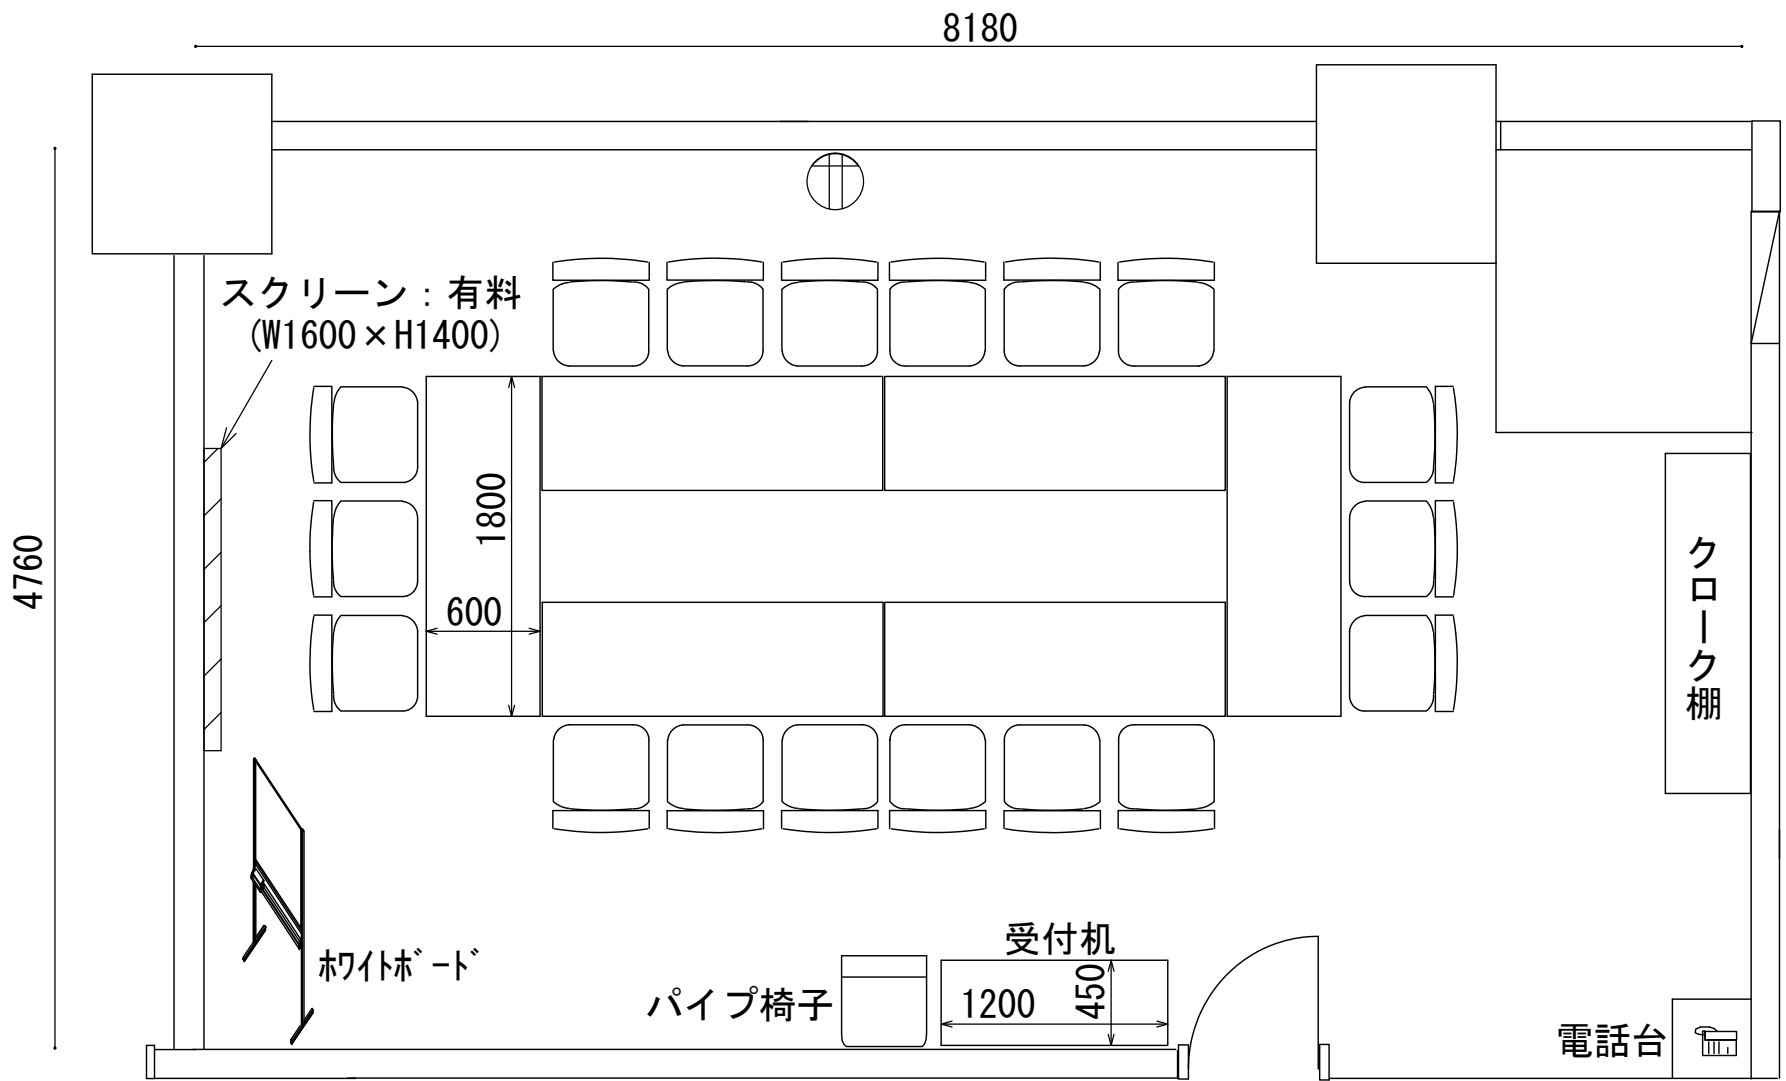 8180
スクリーン：有料
(W1600×H1400)
4760
1800
600
クローク棚
ﾎﾜｲﾄﾎﾞｰﾄﾞ
受付机
パイプ椅子
1200
450
電話台